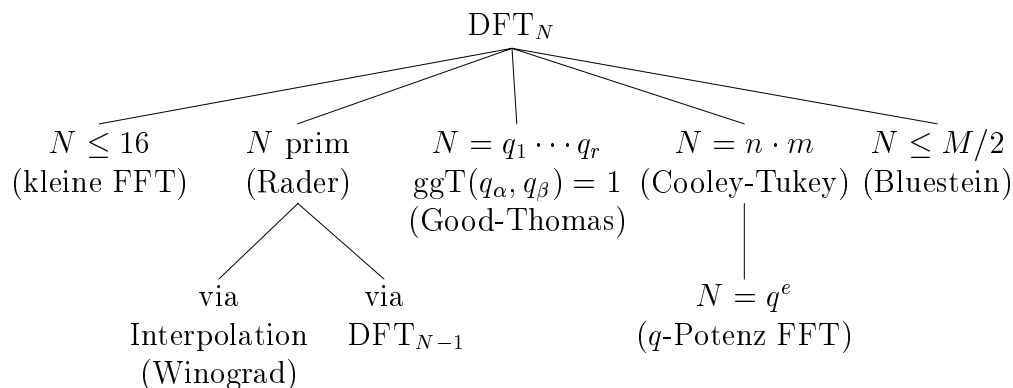 DFT_N
N ≤ 16
(kleine FFT)
N prim
(Rader)
N = q_1 ⋯ q_r
ggT(q_α, q_β) = 1
(Good-Thomas)
N = n · m
(Cooley-Tukey)
N ≤ M/2
(Bluestein)
via
Interpolation
(Winograd)
via
DFT_{N−1}
N = q^e
(q-Potenz FFT)